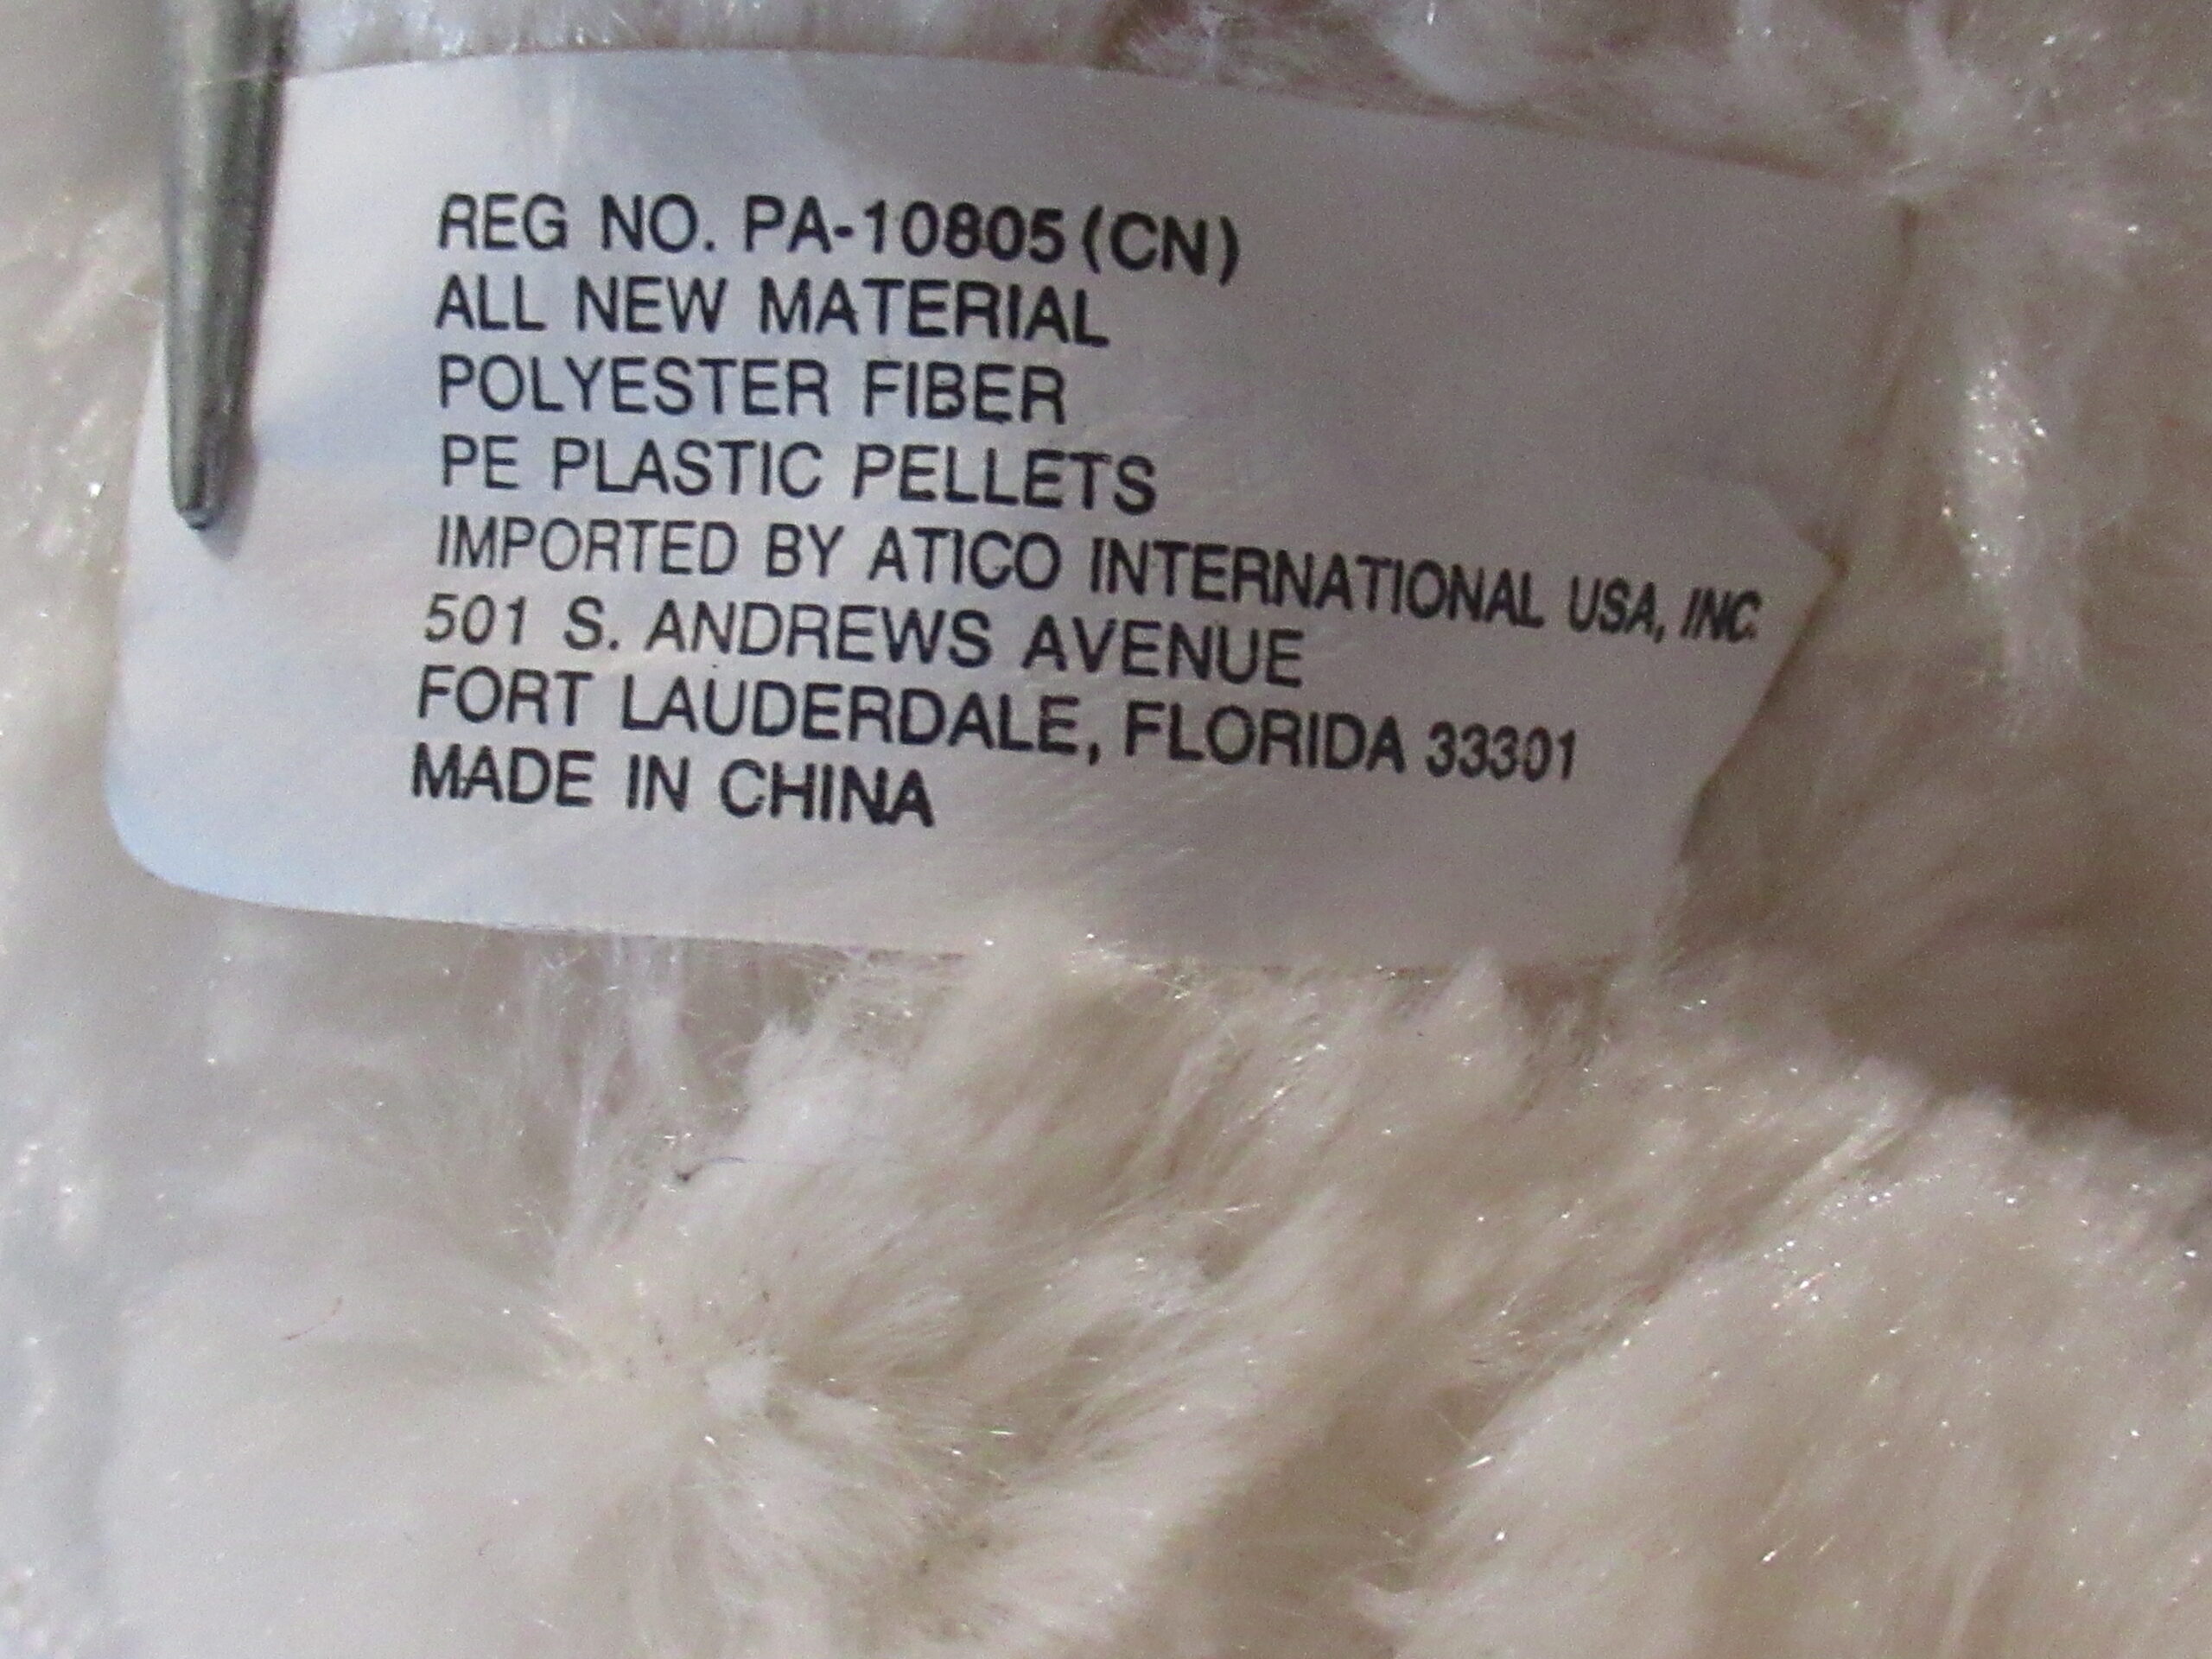 REG NO. PA-10805 (CN)
ALL NEW MATERIAL
POLYESTER FIBER
PE PLASTIC PELLETS
IMPORTED BY ATICO INTERNATIONAL USA, INC.
501 S. ANDREWS AVENUE
FORT LAUDERDALE, FLORIDA 33301
MADE IN CHINA